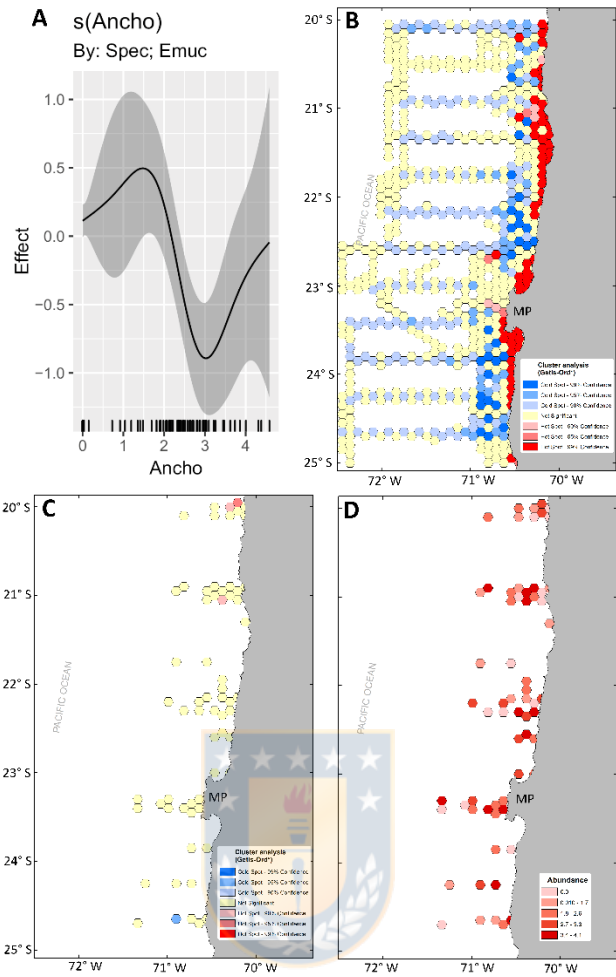 A
s(Ancho)
By: Spec; Emuc
1.0
0.5
0.0
−0.5
−1.0
Effect
0
1
2
3
4
Ancho
B
20° S
21° S
22° S
23° S
24° S
25° S
PACIFIC OCEAN
MP
Cluster analysis
(Getis-Ord*)
Cold Spot - 99% Confidence
Cold Spot - 95% Confidence
Cold Spot - 90% Confidence
Not Significant
Hot Spot - 90% Confidence
Hot Spot - 95% Confidence
Hot Spot - 99% Confidence
72° W
71° W
70° W
C
20° S
21° S
22° S
23° S
24° S
25° S
PACIFIC OCEAN
MP
Cluster analysis
(Getis-Ord*)
Cold Spot - 99% Confidence
Cold Spot - 95% Confidence
Cold Spot - 90% Confidence
Not Significant
Hot Spot - 90% Confidence
Hot Spot - 95% Confidence
Hot Spot - 99% Confidence
72° W
70° W
D
20° S
21° S
22° S
23° S
24° S
25° S
PACIFIC OCEAN
MP
Abundance
72° W
71° W
70° W